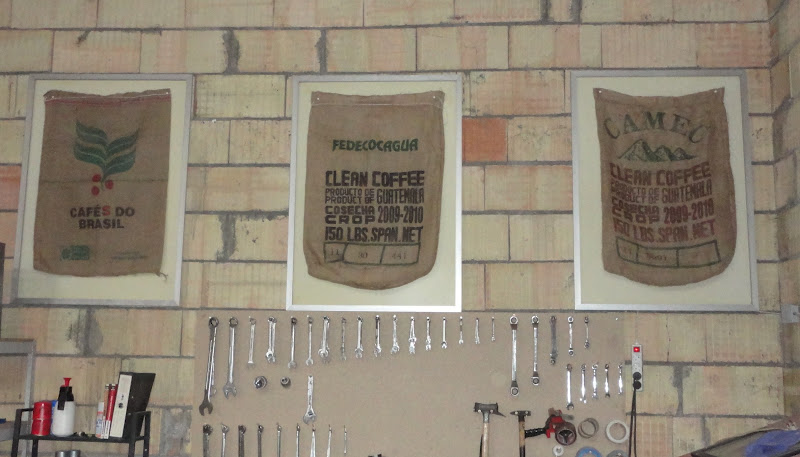 CAFÉS DO
BRASIL
FEDECOCAGUA
CLEAN COFFEE
PRODUCTO DE
PRODUCT OF GUATEMALA
COSECHA
CROP 2009-2010
150 LBS.SPAN.NET
CAMEC
CLEAN COFFEE
PRODUCTO DE
PRODUCT OF GUATEMALA
COSECHA
CROP 2009-2010
150 LBS.SPAN.NET